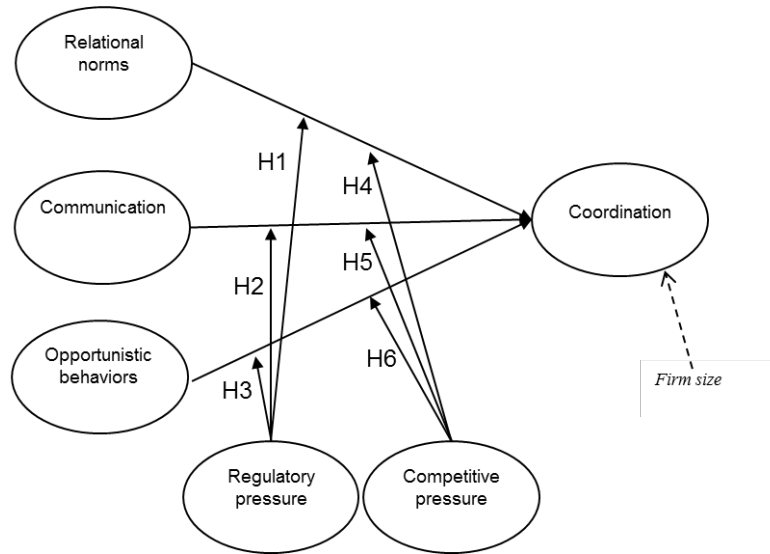 Relational
norms
H1
H4
Communication
Coordination
H2
H5
Opportunistic
behaviors
H3
H6
Firm size
Regulatory
pressure
Competitive
pressure